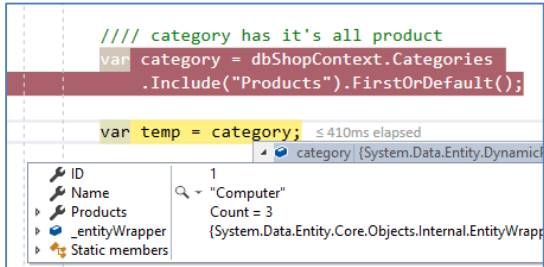 //// category has it's all product
var category = dbShopContext.Categories
.Include("Products").FirstOrDefault();
var temp = category; ≤410ms elapsed
category {System.Data.Entity.Dynamic
ID 1
Name "Computer"
Products Count = 3
_entityWrapper {System.Data.Entity.Core.Objects.Internal.EntityWrapp
Static members